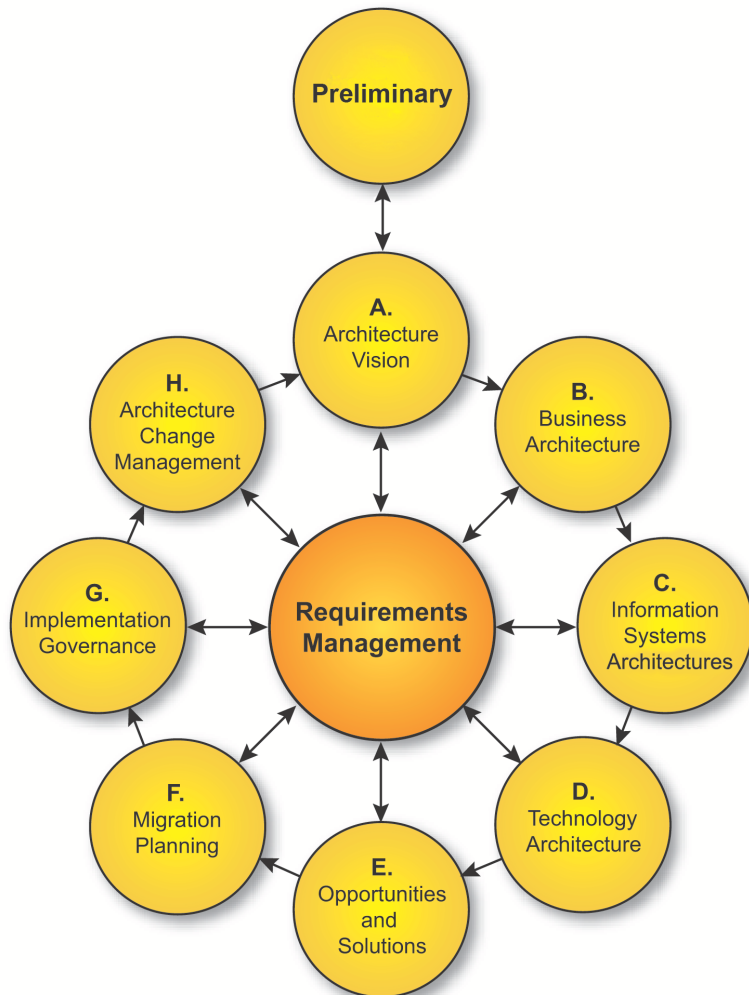 Preliminary
A.
Architecture
Vision
B.
Business
Architecture
C.
Information
Systems
Architectures
D.
Technology
Architecture
E.
Opportunities
and
Solutions
F.
Migration
Planning
G.
Implementation
Governance
H.
Architecture
Change
Management
Requirements
Management